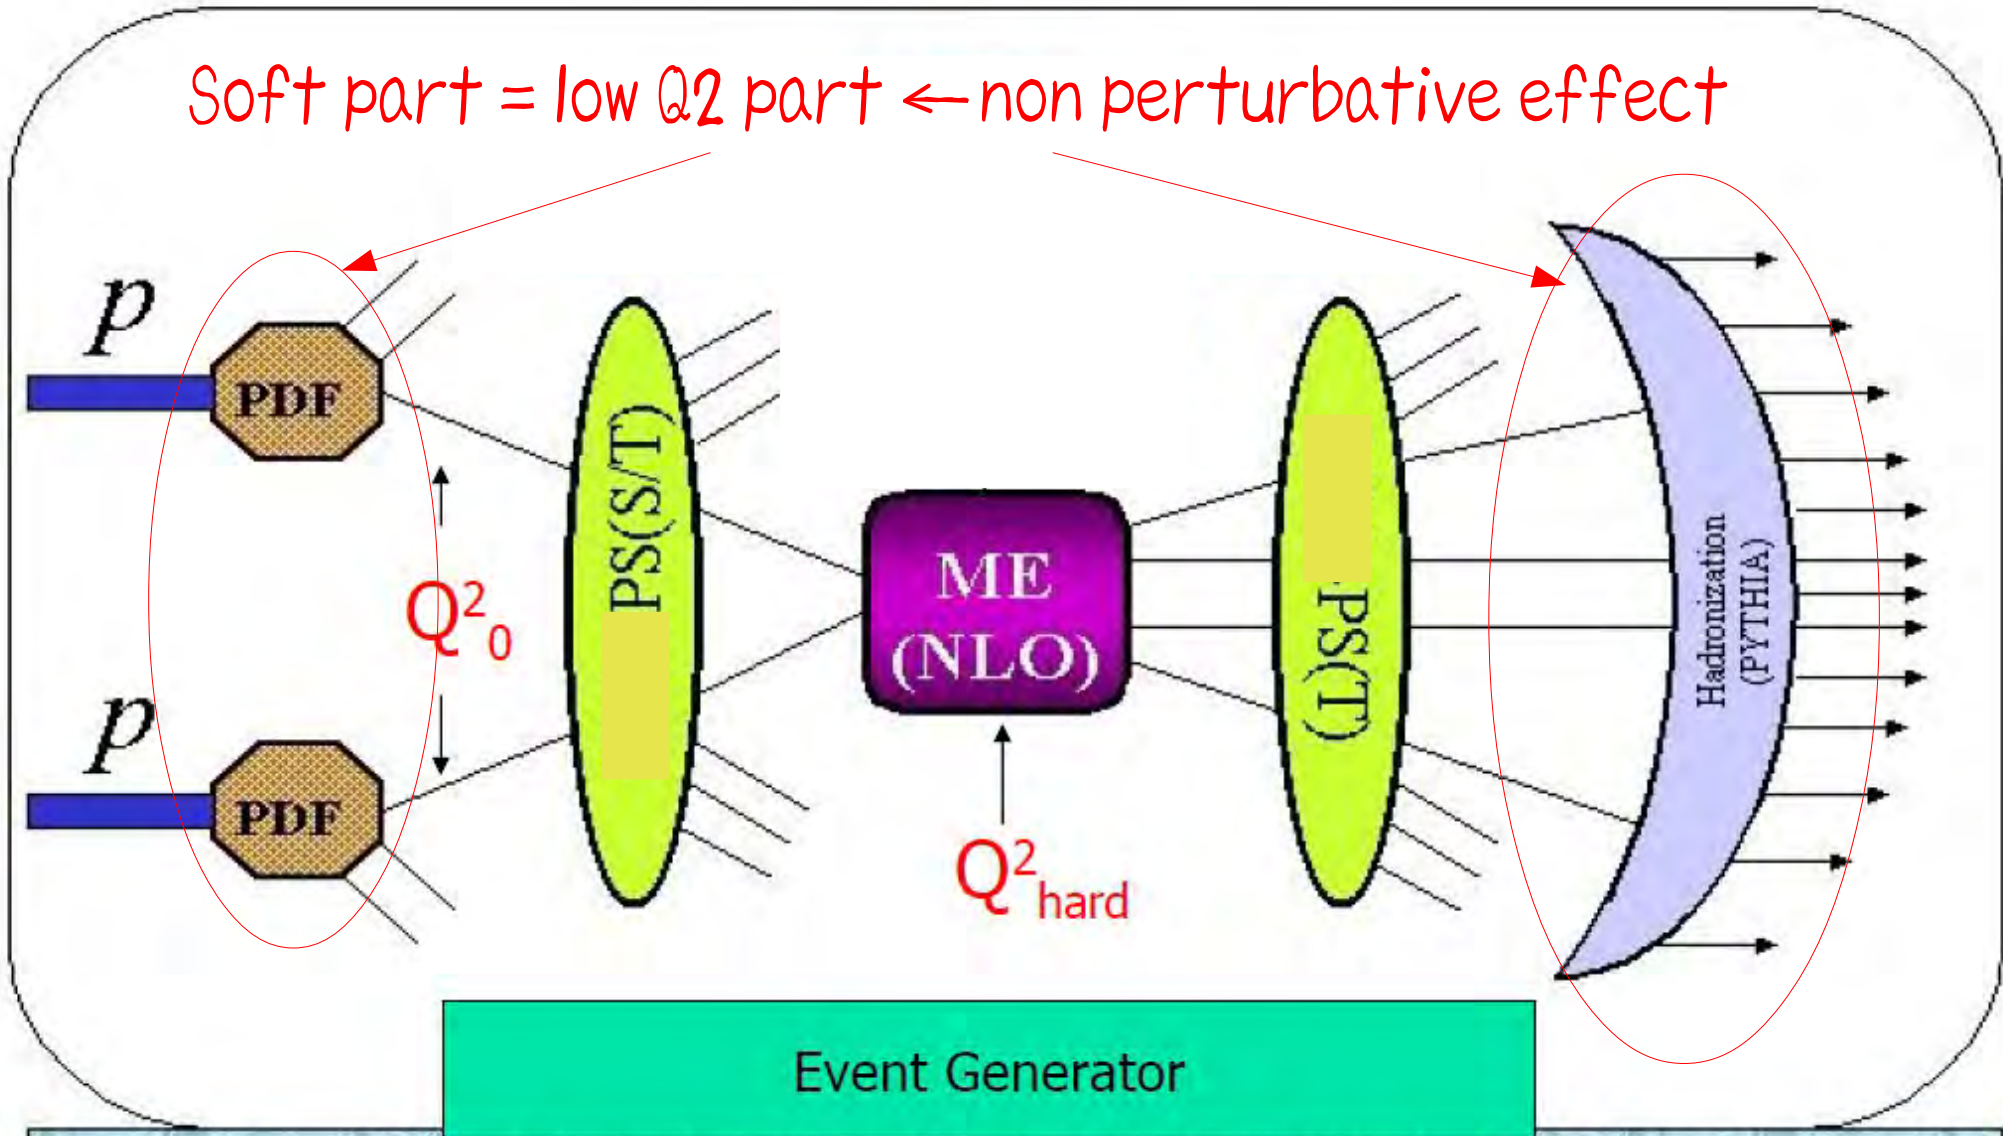 Soft part = low Q2 part ← non perturbative effect
p
PDF
PS(S/T)
Q²₀
ME
(NLO)
Q²hard
PS(T)
Hadronization
(PYTHIA)
p
PDF
Event Generator